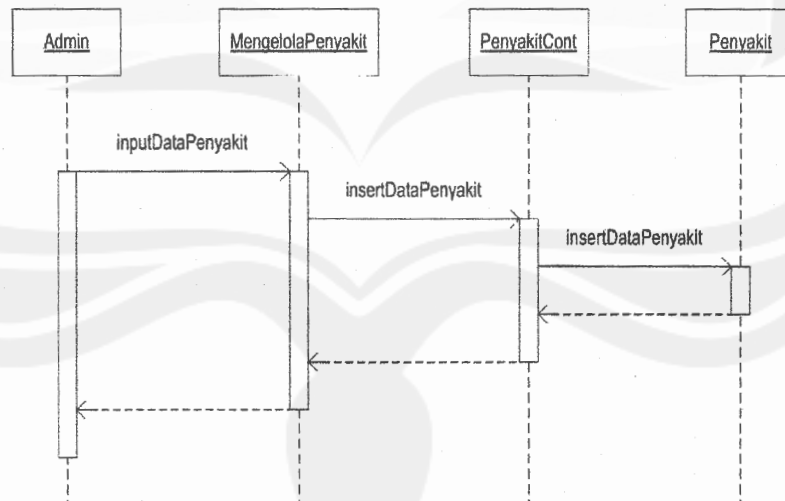 Admin
MengelolaPenyakit
PenyakitCont
Penyakit
inputDataPenyakit
insertDataPenyakit
insertDataPenyakit